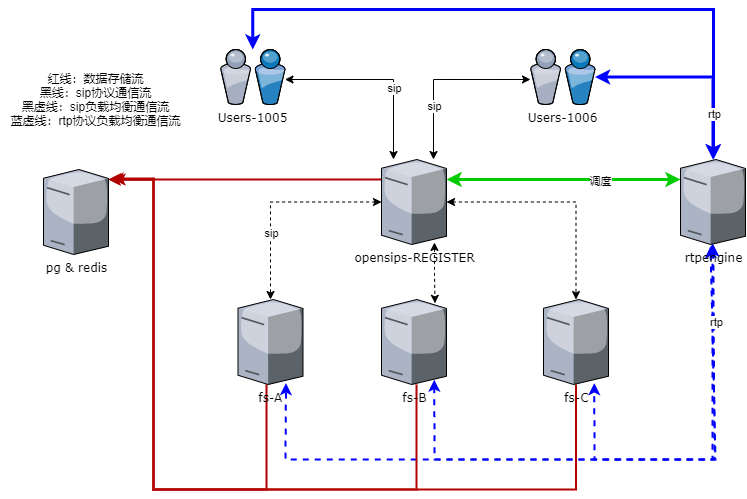 红线：数据存储流
黑线：sip协议通信流
黑虚线：sip负载均衡通信流
蓝虚线：rtp协议负载均衡通信流
Users-1005
Users-1006
sip
sip
rtp
调度
pg & redis
opensips-REGISTER
rtpengine
sip
rtp
fs-A
fs-B
fs-C